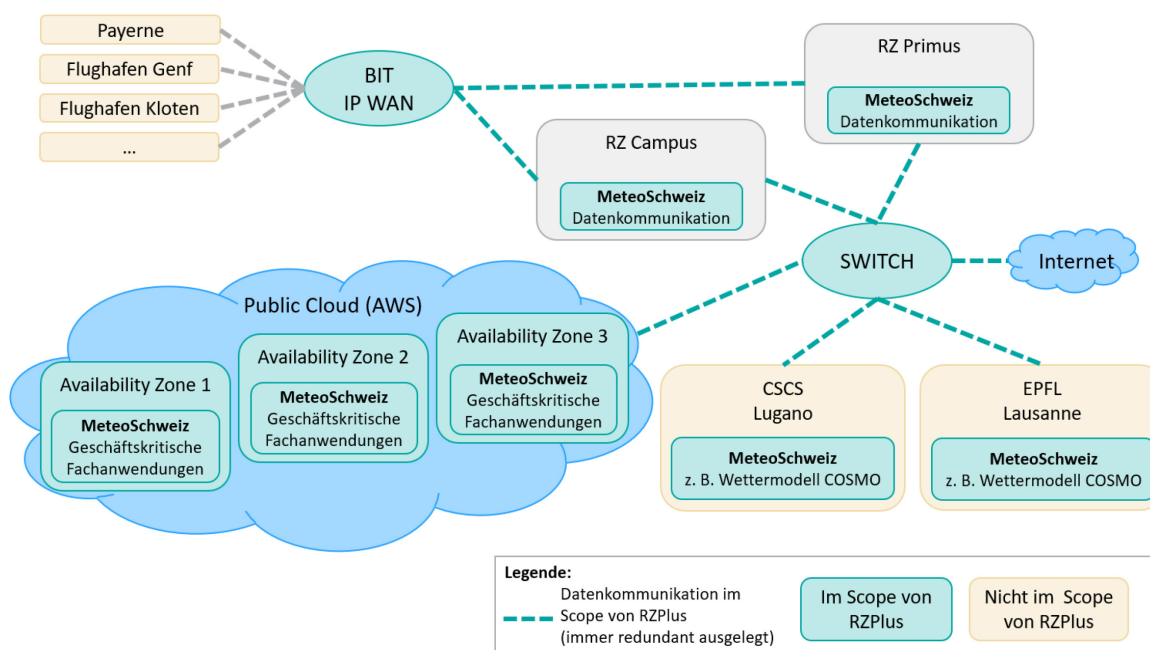 Payerne
Flughafen Genf
Flughafen Kloten
...
BIT
IP WAN
RZ Primus
MeteoSchweiz
Datenkommunikation
RZ Campus
MeteoSchweiz
Datenkommunikation
SWITCH
Internet
Public Cloud (AWS)
Availability Zone 1
MeteoSchweiz
Geschäftskritische
Fachanwendungen
Availability Zone 2
MeteoSchweiz
Geschäftskritische
Fachanwendungen
Availability Zone 3
MeteoSchweiz
Geschäftskritische
Fachanwendungen
CSCS
Lugano
MeteoSchweiz
z. B. Wettermodell COSMO
EPFL
Lausanne
MeteoSchweiz
z. B. Wettermodell COSMO
Legende:
Datenkommunikation im
Scope von RZPlus
(immer redundant ausgelegt)
Im Scope von
RZPlus
Nicht im Scope
von RZPlus